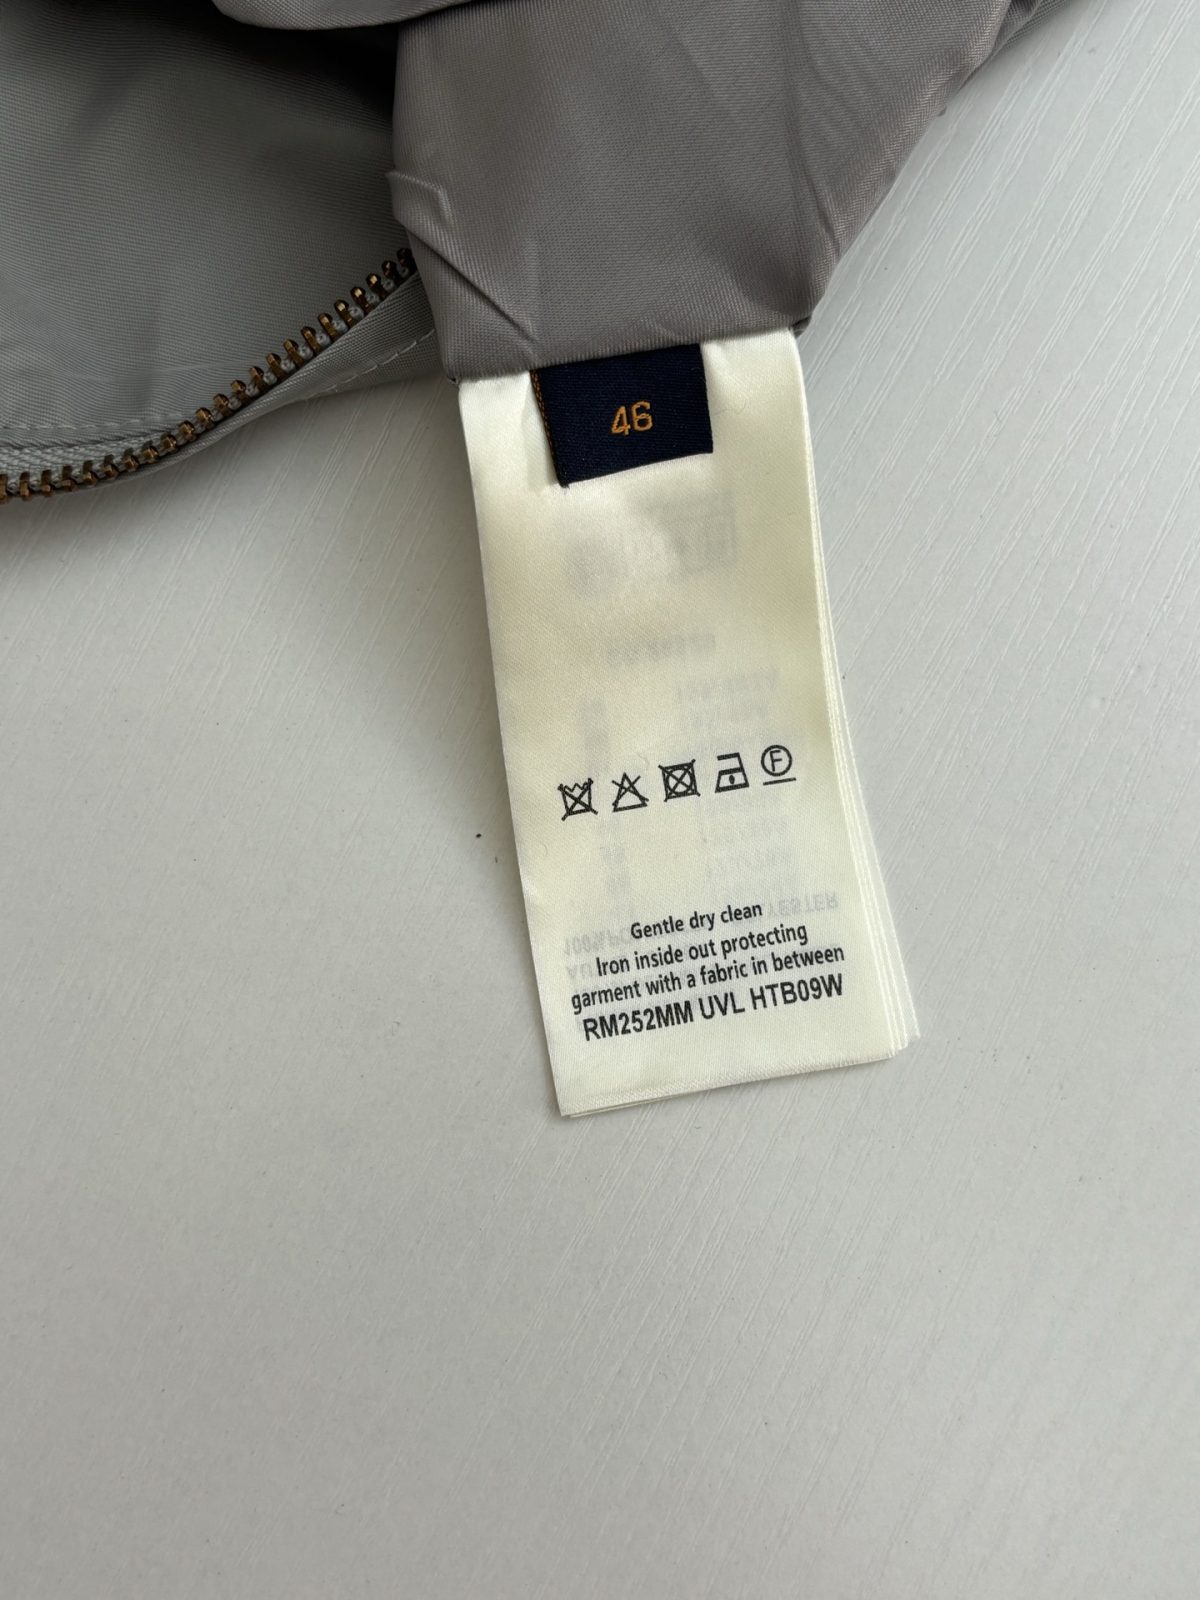 46
F
Gentle dry clean
Iron inside out protecting
garment with a fabric in between
RM252MM UVL HTB09W